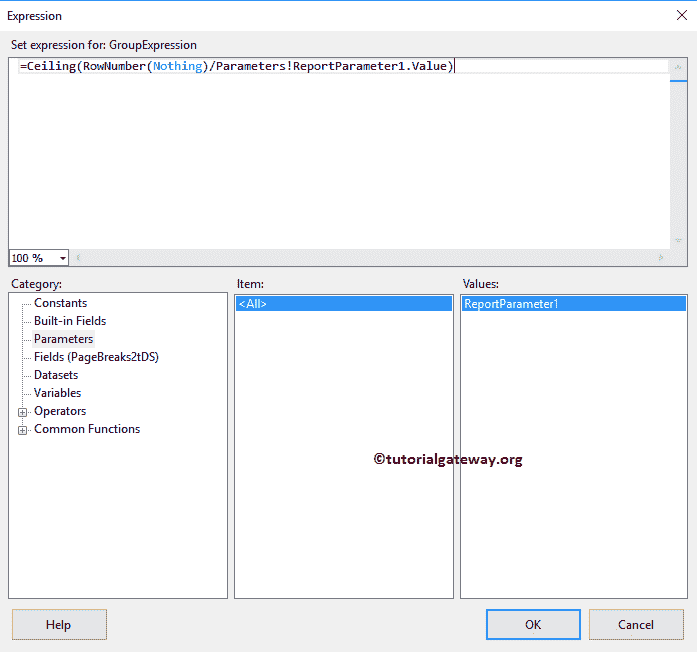 Expression
Set expression for: GroupExpression
=Ceiling(RowNumber(Nothing)/Parameters!ReportParameter1.Value)
100 %
Category:
Item:
Values:
Constants
Built-in Fields
Parameters
Fields (PageBreaks2tDS)
Datasets
Variables
Operators
Common Functions
<All>
ReportParameter1
©tutorialgateway.org
Help
OK
Cancel